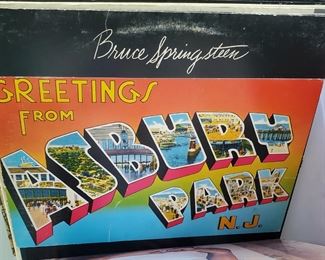 Bruce Springsteen
GREETINGS
FROM
ASBURY
PARK
N.J.